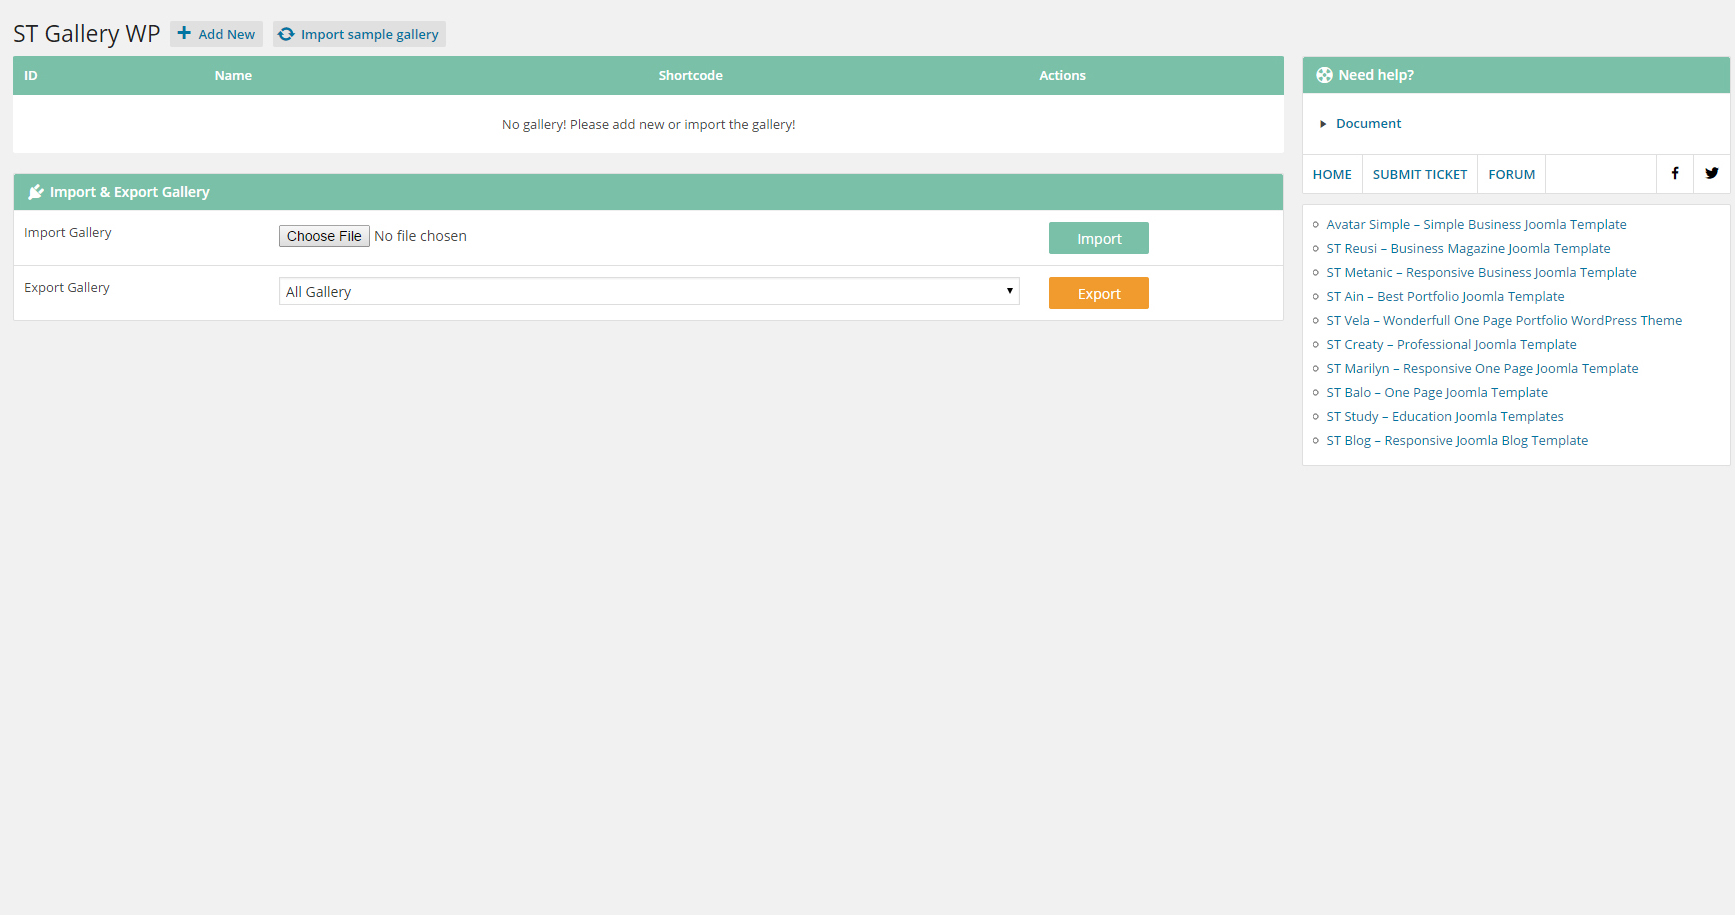 ST Gallery WP Add New Import sample gallery
ID Name Shortcode Actions
No gallery! Please add new or import the gallery!
Import & Export Gallery
Import Gallery Choose File No file chosen Import
Export Gallery All Gallery Export
Need help?
Document
HOME SUBMIT TICKET FORUM
Avatar Simple – Simple Business Joomla Template
ST Reusi – Business Magazine Joomla Template
ST Metanic – Responsive Business Joomla Template
ST Ain – Best Portfolio Joomla Template
ST Vela – Wonderfull One Page Portfolio WordPress Theme
ST Creaty – Professional Joomla Template
ST Marilyn – Responsive One Page Joomla Template
ST Balo – One Page Joomla Template
ST Study – Education Joomla Templates
ST Blog – Responsive Joomla Blog Template